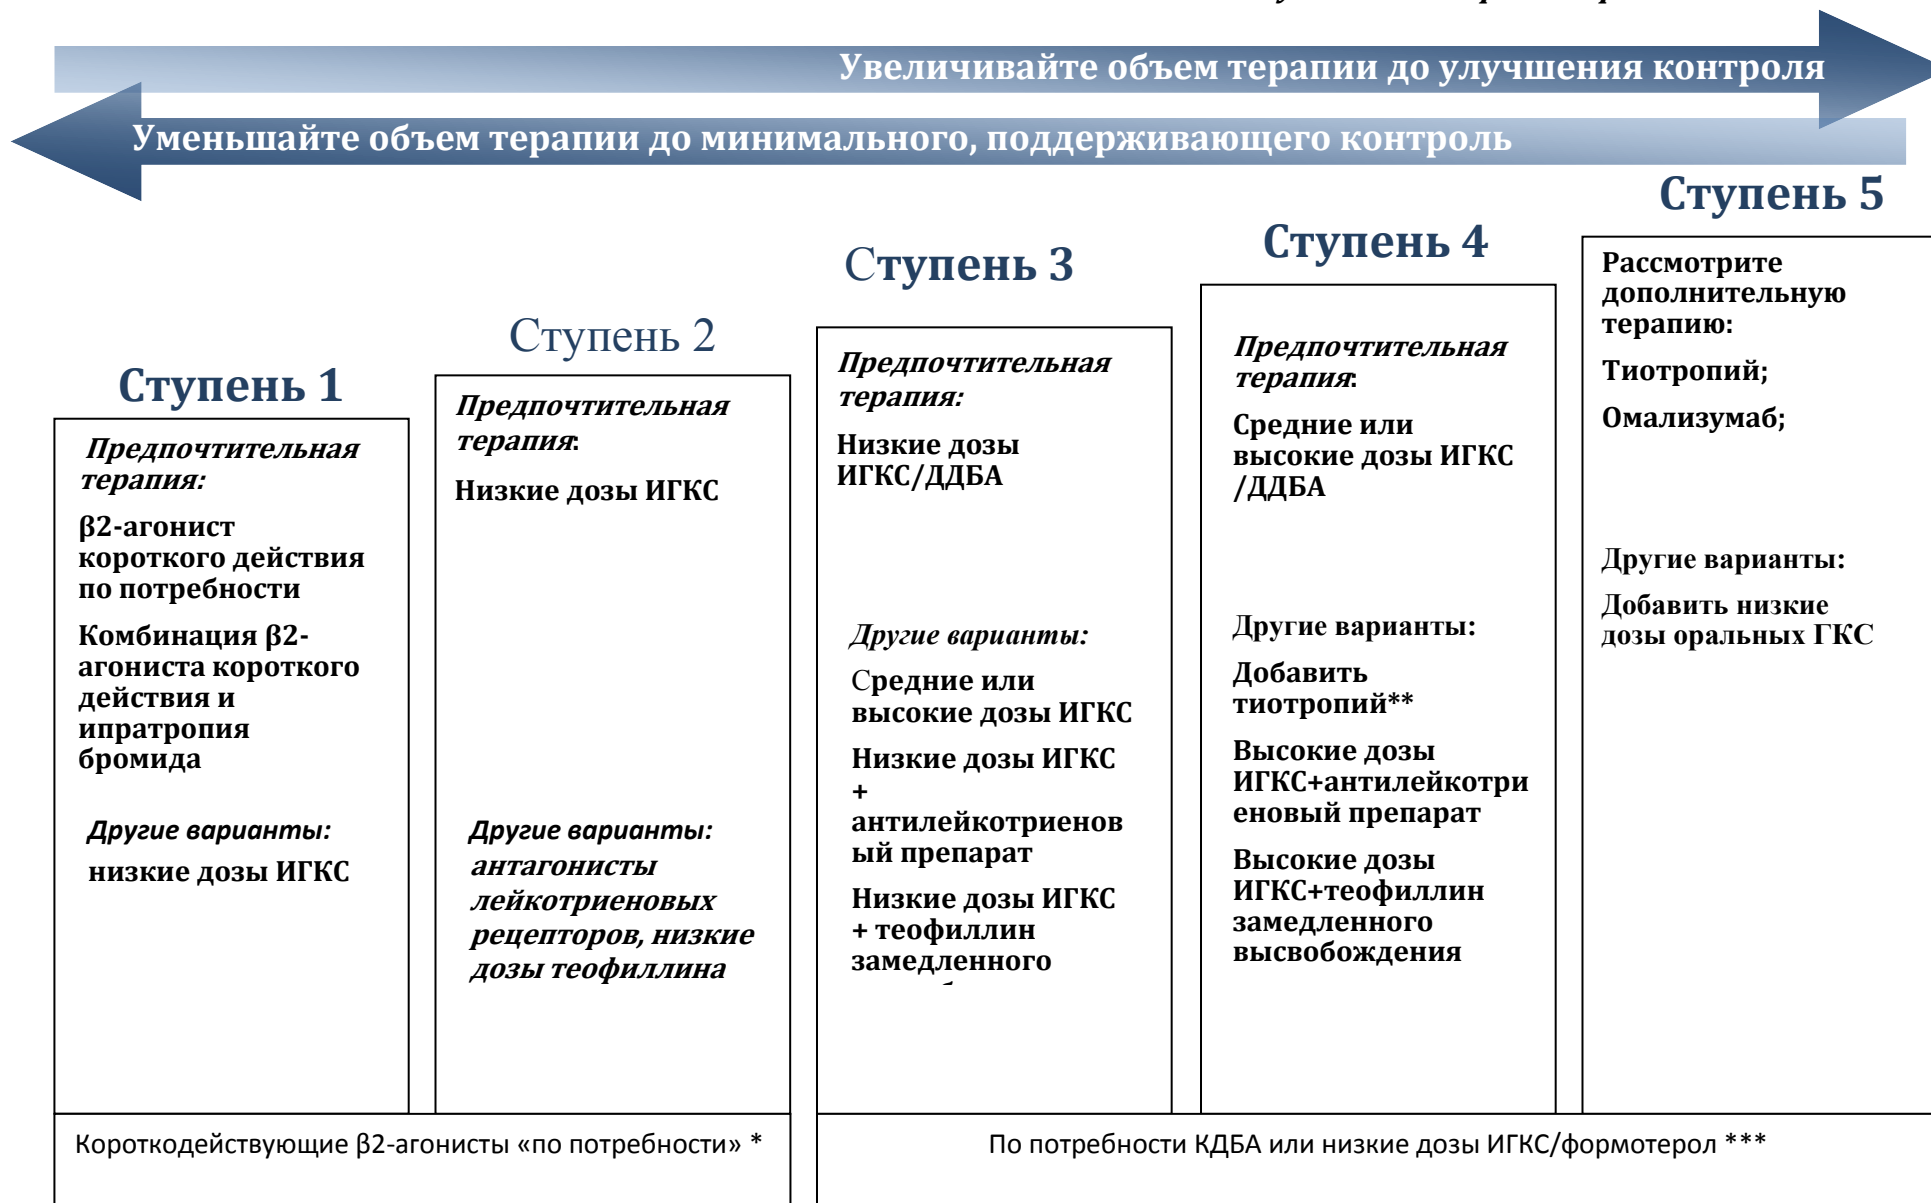 Увеличивайте объем терапии до улучшения контроля
Уменьшайте объем терапии до минимального, поддерживающего контроль
Ступень 1
Предпочтительная
терапия:
β2-агонист
короткого действия
по потребности
Комбинация β2-
агониста короткого
действия и
ипратропия
бромида
Другие варианты:
низкие дозы ИГКС
Ступень 2
Предпочтительная
терапия:
Низкие дозы ИГКС
Другие варианты:
антагонисты
лейкотриеновых
рецепторов, низкие
дозы теофиллина
Ступень 3
Предпочтительная
терапия:
Низкие дозы
ИГКС/ДДБА
Другие варианты:
Средние или
высокие дозы ИГКС
Низкие дозы ИГКС
+
антилейкотриенов
ый препарат
Низкие дозы ИГКС
+ теофиллин
замедленного
Ступень 4
Предпочтительная
терапия:
Средние или
высокие дозы ИГКС
/ДДБА
Другие варианты:
Добавить
тиотропий**
Высокие дозы
ИГКС+антилейкотри
еновый препарат
Высокие дозы
ИГКС+теофиллин
замедленного
высвобождения
Ступень 5
Рассмотрите
дополнительную
терапию:
Тиотропий;
Омализумаб;
Другие варианты:
Добавить низкие
дозы оральных ГКС
Короткодействующие β2-агонисты «по потребности» *
По потребности КДБА или низкие дозы ИГКС/формотерол ***